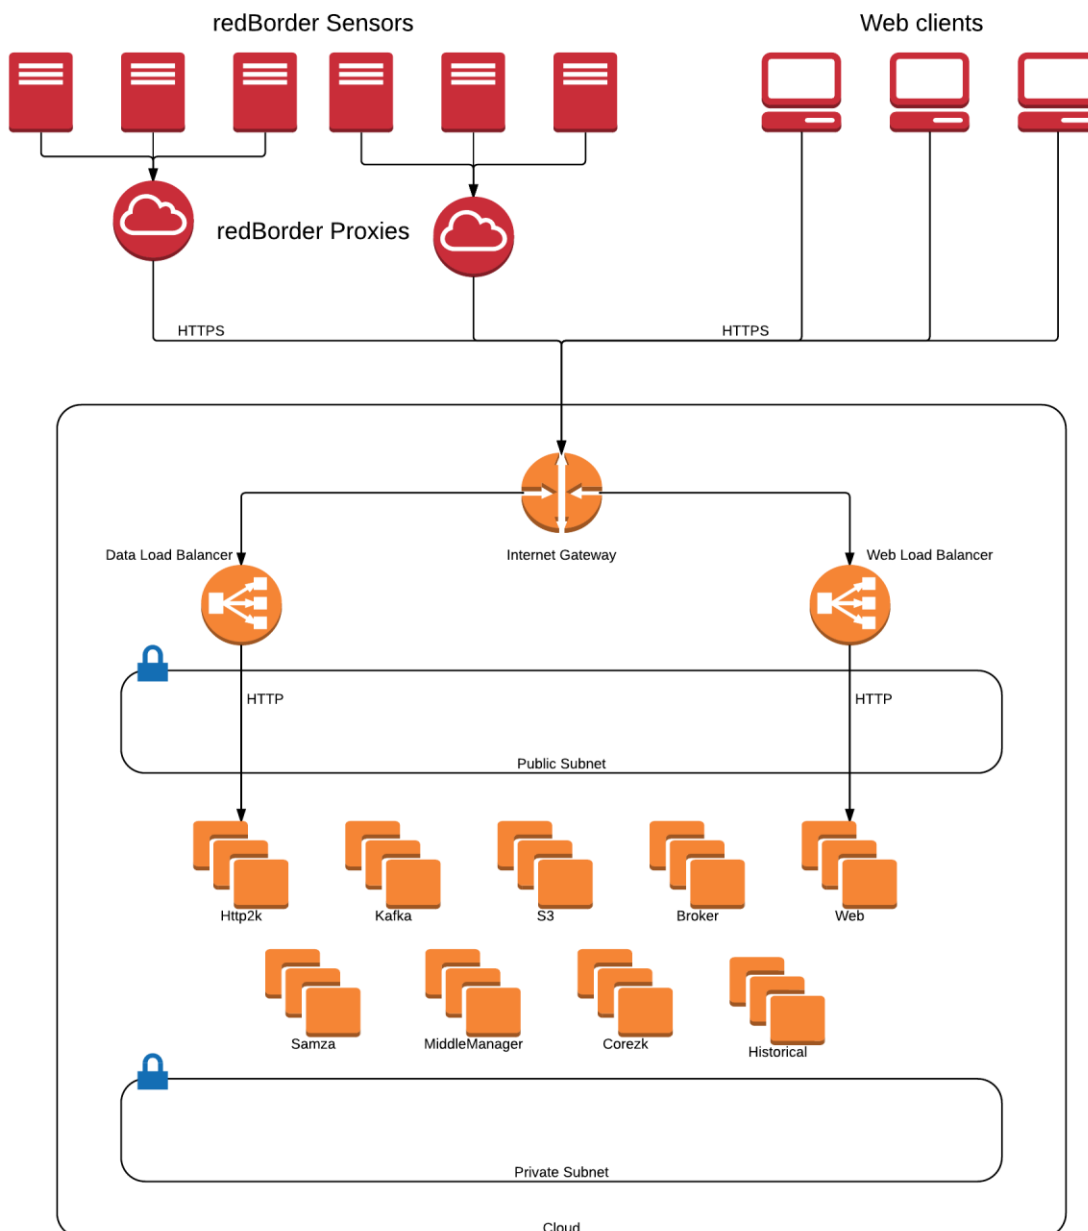 redBorder Sensors
Web clients
redBorder Proxies
HTTPS
HTTPS
Data Load Balancer
Internet Gateway
Web Load Balancer
HTTP
HTTP
Public Subnet
Http2k
Kafka
S3
Broker
Web
Samza
MiddleManager
Corezk
Historical
Private Subnet
Cloud